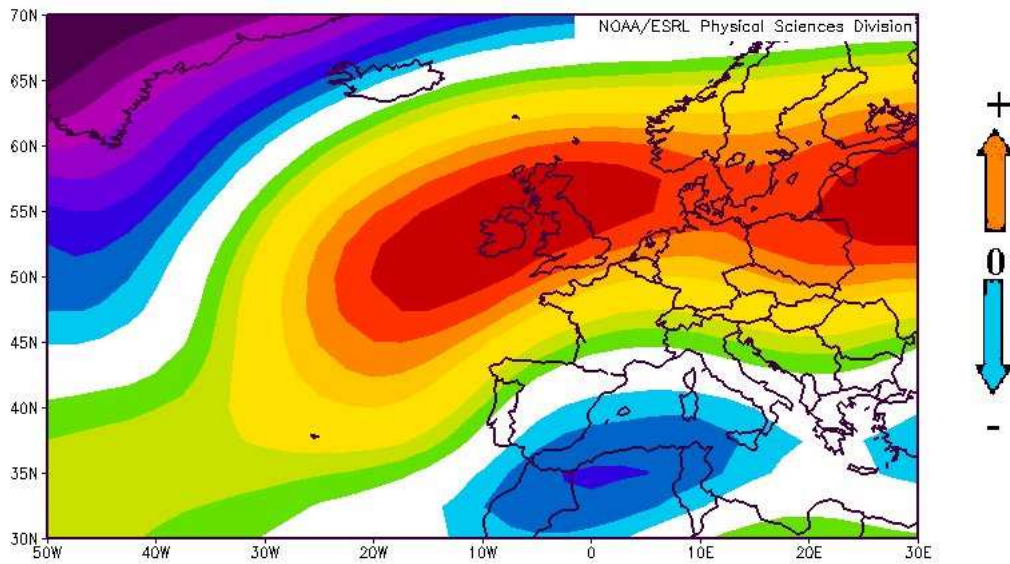 70N
NOAA/ESRL Physical Sciences Division
65N
60N
55N
50N
45N
40N
35N
30N
50W 40W 30W 20W 10W 0 10E 20E 30E
+
0
-